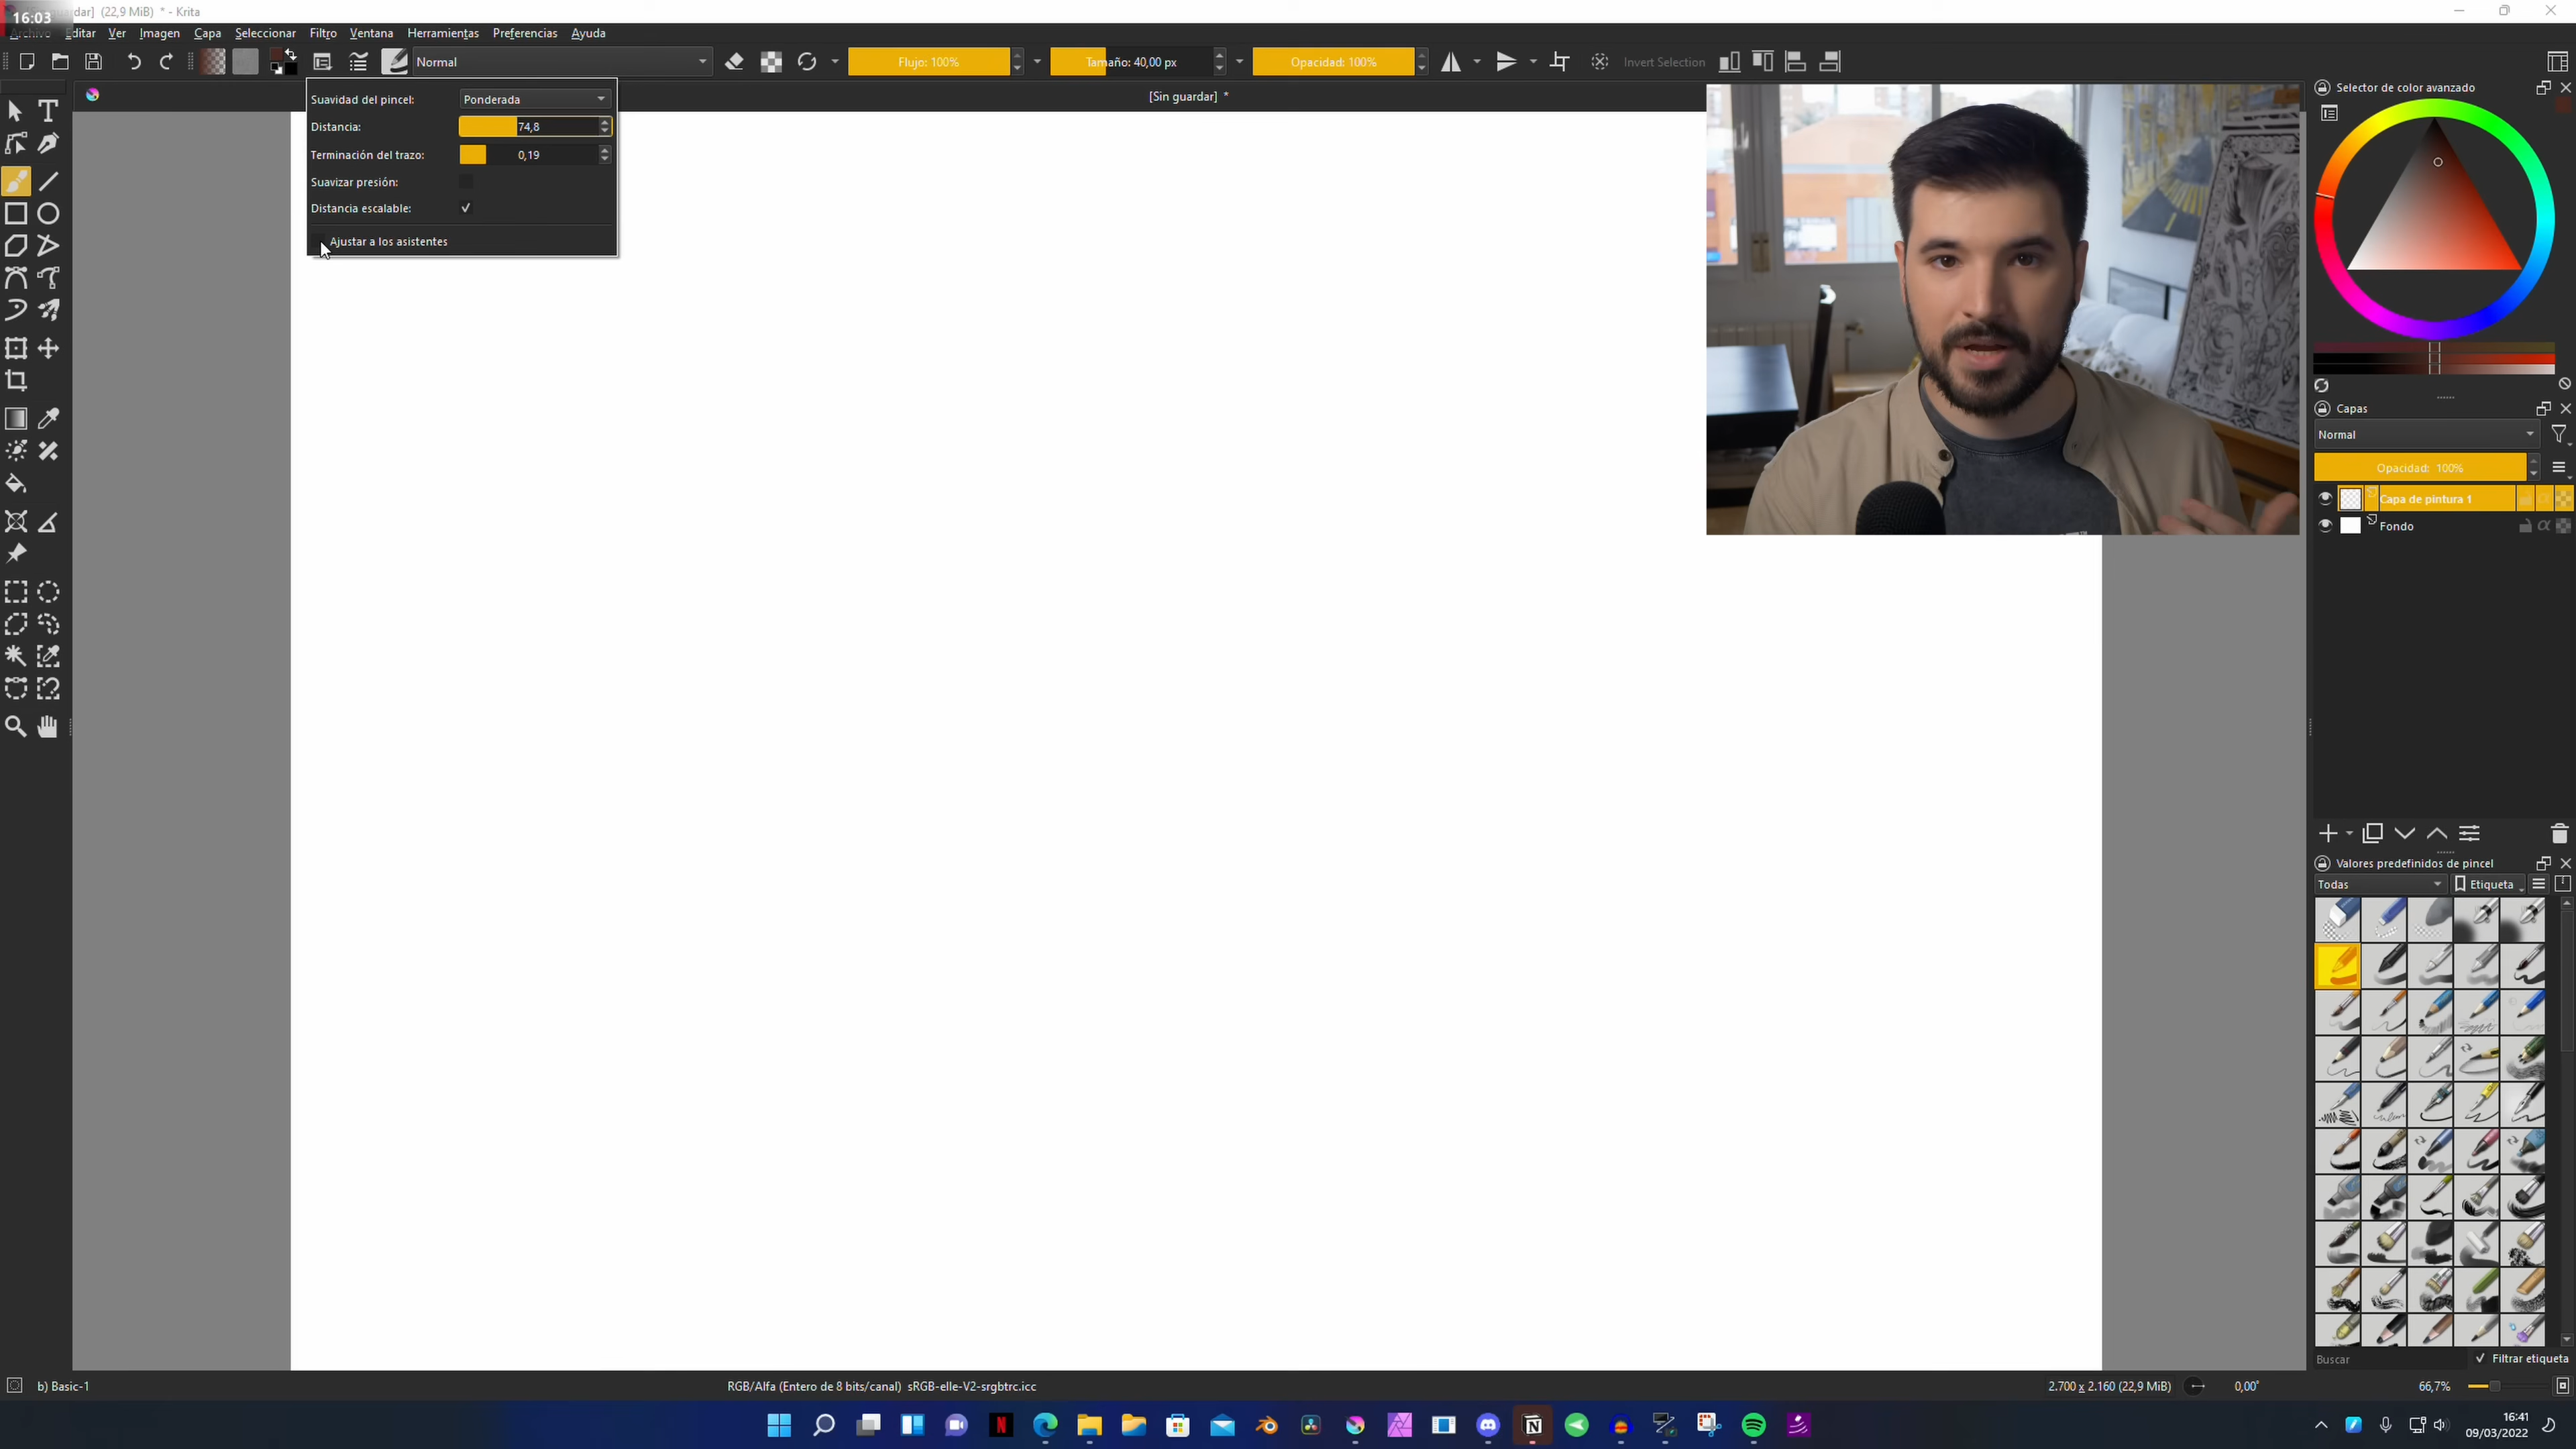 16:03
dar] (22,9 MiB) * - Krita
Archivo Editar Ver Imagen Capa Seleccionar Filtro Ventana Herramientas Preferencias Ayuda
Normal
Flujo: 100%
Tamaño: 40,00 px
Opacidad: 100%
Invert Selection
[Sin guardar] *
Suavidad del pincel: Ponderada
Distancia: 74,8
Terminación del trazo: 0,19
Suavizar presión:
Distancia escalable:
Ajustar a los asistentes
Selector de color avanzado
Capas
Normal
Opacidad: 100%
Capa de pintura 1
Fondo
Valores predefinidos de pincel
Todas
Etiqueta
Buscar
Filtrar etiqueta
b) Basic-1
RGB/Alfa (Entero de 8 bits/canal) sRGB-elle-V2-srgbtrc.icc
2.700 x 2.160 (22,9 MiB)
0,00°
66,7%
16:41
09/03/2022